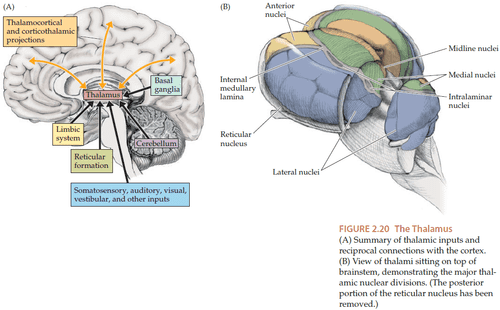 (A)
Thalamocortical
and corticothalamic
projections
Thalamus
Basal
ganglia
Limbic
system
Cerebellum
Reticular
formation
Somatosensory, auditory, visual,
vestibular, and other inputs
(B)
Anterior
nuclei
Midline nuclei
Medial nuclei
Internal
medullary
lamina
Intralaminar
nuclei
Reticular
nucleus
Lateral nuclei
FIGURE 2.20 The Thalamus
(A) Summary of thalamic inputs and
reciprocal connections with the cortex.
(B) View of thalami sitting on top of
brainstem, demonstrating the major thal-
amic nuclear divisions. (The posterior
portion of the reticular nucleus has been
removed.)